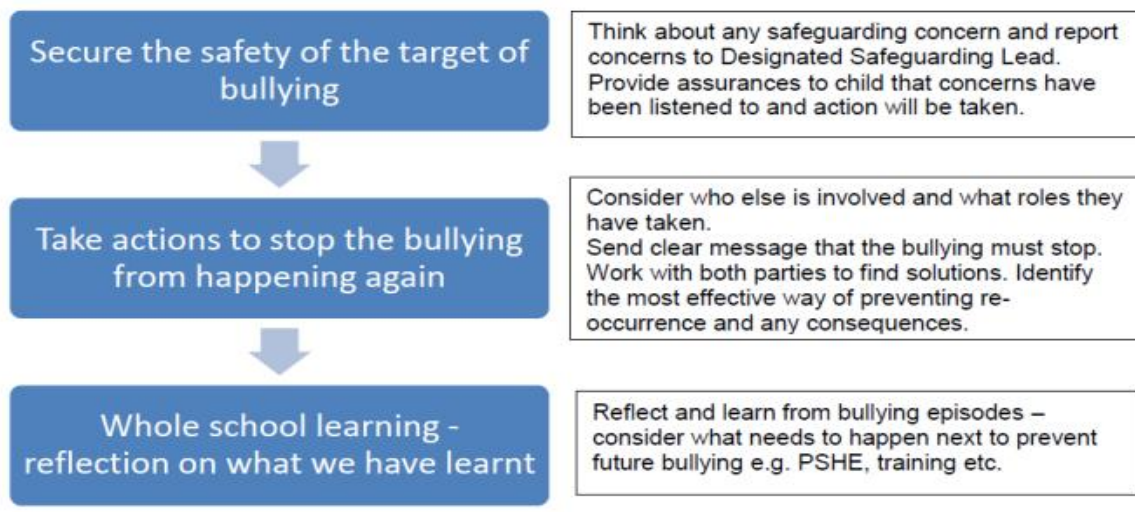 Secure the safety of the target of
bullying
Think about any safeguarding concern and report
concerns to Designated Safeguarding Lead.
Provide assurances to child that concerns have
been listened to and action will be taken.
Take actions to stop the bullying
from happening again
Consider who else is involved and what roles they
have taken.
Send clear message that the bullying must stop.
Work with both parties to find solutions. Identify
the most effective way of preventing re-
occurrence and any consequences.
Whole school learning -
reflection on what we have learnt
Reflect and learn from bullying episodes –
consider what needs to happen next to prevent
future bullying e.g. PSHE, training etc.